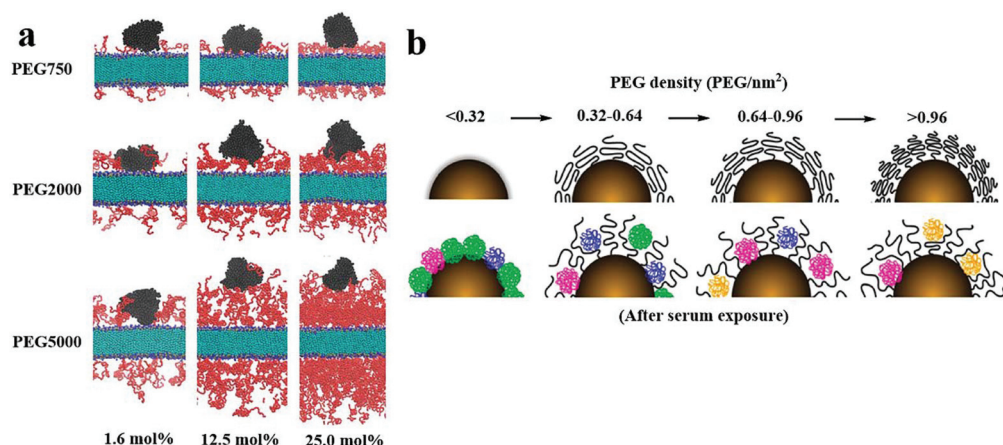 a
PEG750
PEG2000
PEG5000
1.6 mol% 12.5 mol% 25.0 mol%
b
PEG density (PEG/nm²)
<0.32 0.32-0.64 0.64-0.96 >0.96
(After serum exposure)